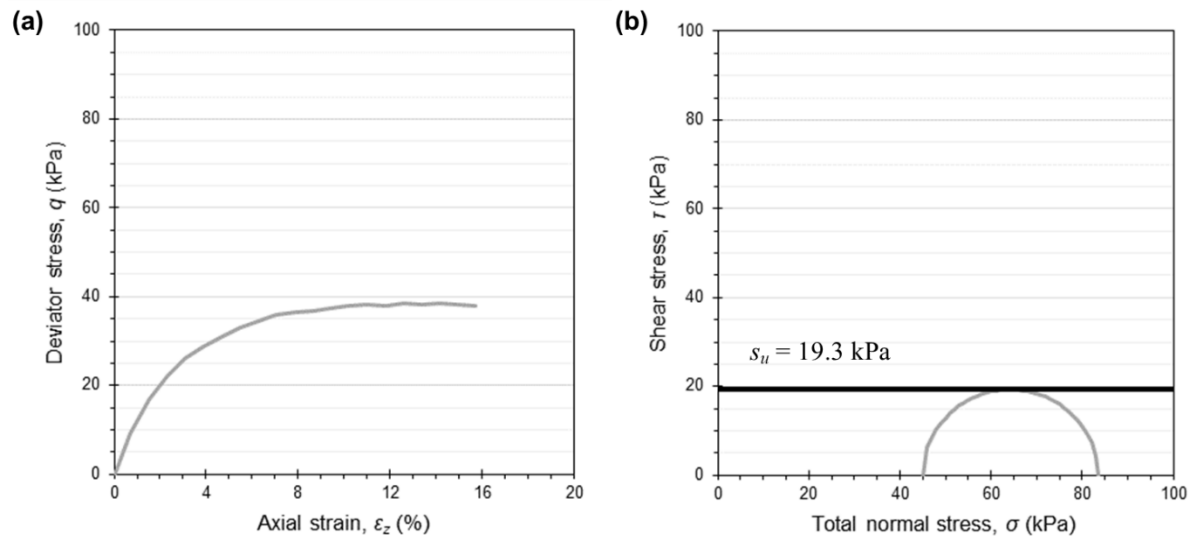 (a)
100
80
60
40
20
0
Deviator stress, q (kPa)
0 4 8 12 16 20
Axial strain, εz (%)
(b)
100
80
60
40
20
0
Shear stress, τ (kPa)
su = 19.3 kPa
0 20 40 60 80 100
Total normal stress, σ (kPa)